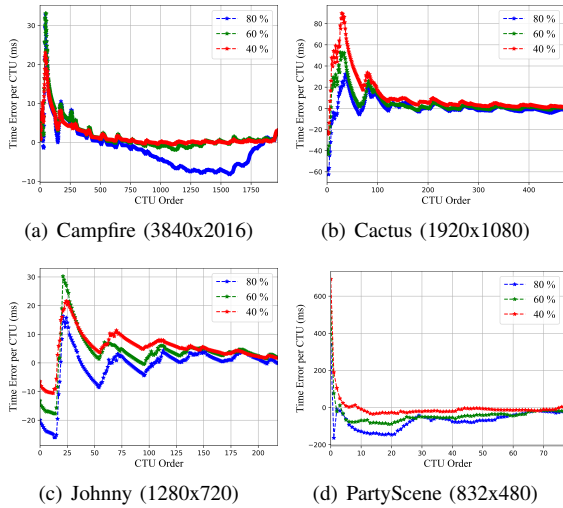 Time Error per CTU (ms)
30
20
10
0
−10
80 %
60 %
40 %
0 250 500 750 1000 1250 1500 1750
CTU Order
(a) Campfire (3840x2016)
Time Error per CTU (ms)
80
60
40
20
0
−20
−40
−60
80 %
60 %
40 %
0 100 200 300 400
CTU Order
(b) Cactus (1920x1080)
Time Error per CTU (ms)
30
20
10
0
−10
−20
80 %
60 %
40 %
0 25 50 75 100 125 150 175 200
CTU Order
(c) Johnny (1280x720)
Time Error per CTU (ms)
600
400
200
0
−200
80 %
60 %
40 %
0 10 20 30 40 50 60 70
CTU Order
(d) PartyScene (832x480)